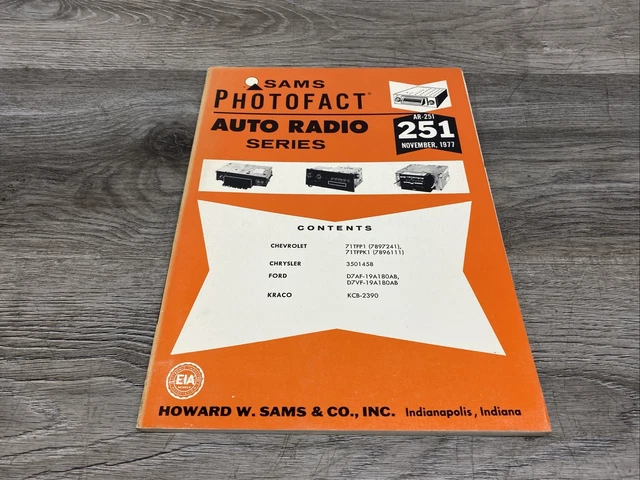 SAMS
PHOTOFACT®
AUTO RADIO
SERIES
AR-251
251
NOVEMBER, 1977
CONTENTS
CHEVROLET 71TFP1 (7897241),
71TFPK1 (7896111)
CHRYSLER 3501458
FORD D7AF-19A180AB,
D7VF-19A180AB
KRACO KCB-2390
EIA
HOWARD W. SAMS & CO., INC. Indianapolis, Indiana